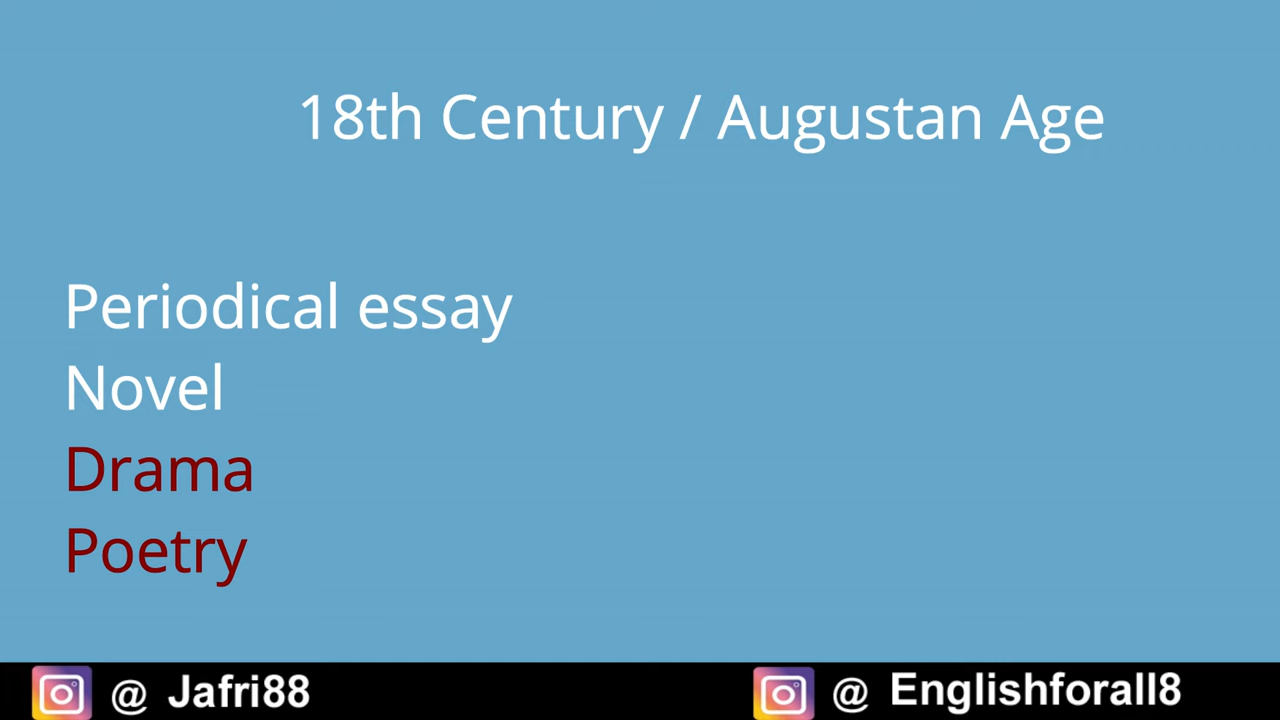 18th Century / Augustan Age
Periodical essay
Novel
Drama
Poetry
@ Jafri88
@ Englishforall8